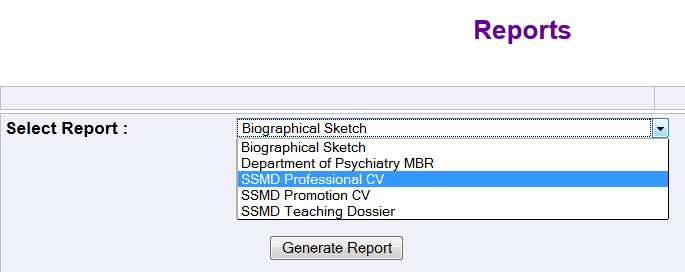 Reports
Select Report :
Biographical Sketch
Biographical Sketch
Department of Psychiatry MBR
SSMD Professional CV
SSMD Promotion CV
SSMD Teaching Dossier
Generate Report